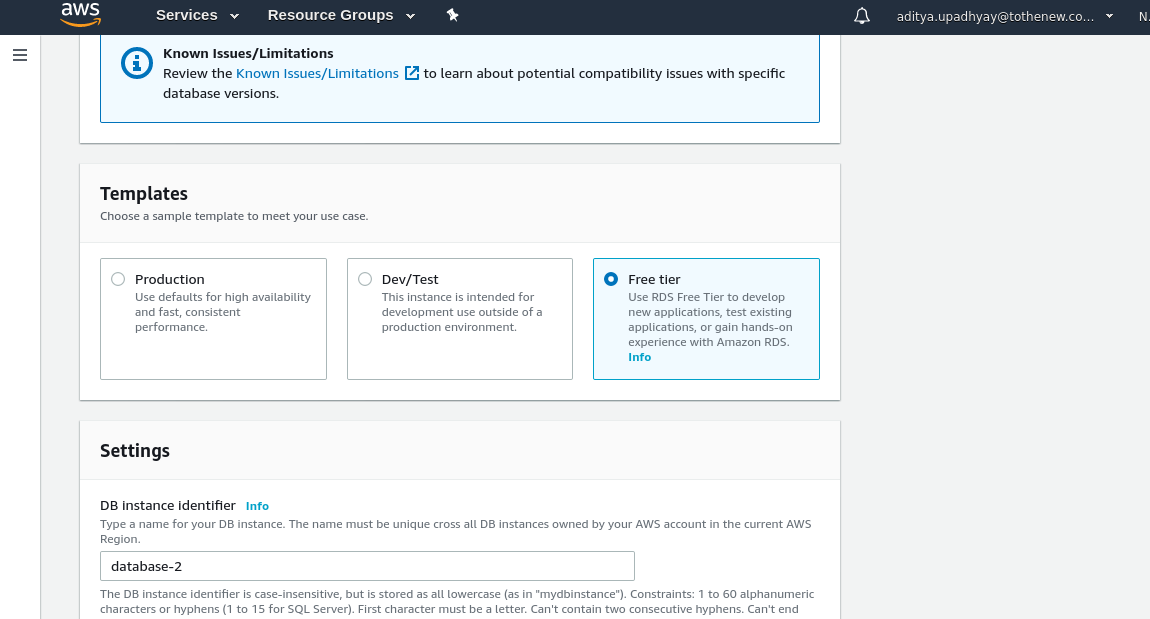 aws Services Resource Groups aditya.upadhyay@tothenew.co... N.
Known Issues/Limitations
Review the Known Issues/Limitations to learn about potential compatibility issues with specific
database versions.
Templates
Choose a sample template to meet your use case.
Production
Use defaults for high availability
and fast, consistent
performance.
Dev/Test
This instance is intended for
development use outside of a
production environment.
Free tier
Use RDS Free Tier to develop
new applications, test existing
applications, or gain hands-on
experience with Amazon RDS.
Info
Settings
DB instance identifier Info
Type a name for your DB instance. The name must be unique cross all DB instances owned by your AWS account in the current AWS
Region.
database-2
The DB instance identifier is case-insensitive, but is stored as all lowercase (as in "mydbinstance"). Constraints: 1 to 60 alphanumeric
characters or hyphens (1 to 15 for SQL Server). First character must be a letter. Can't contain two consecutive hyphens. Can't end